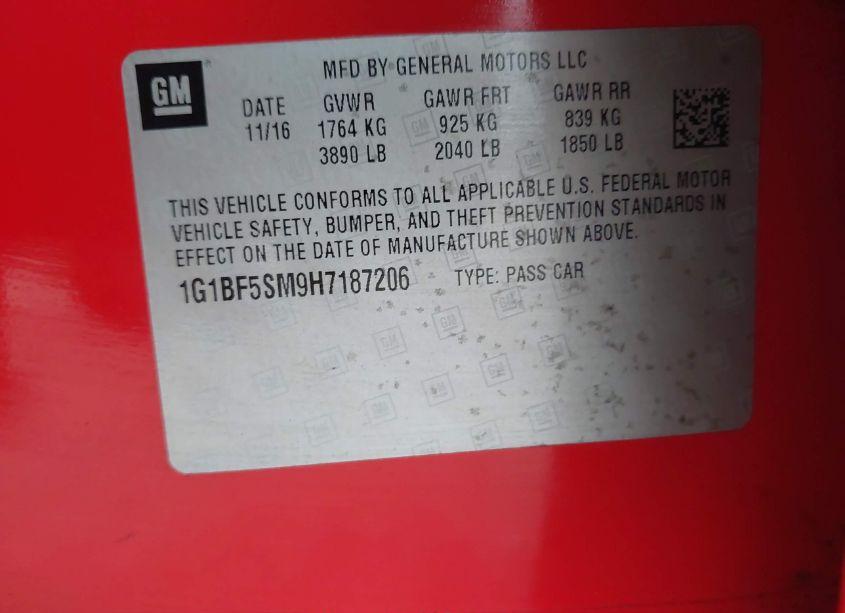 GM
MFD BY GENERAL MOTORS LLC
DATE GVWR GAWR FRT GAWR RR
11/16 1764 KG 925 KG 839 KG
3890 LB 2040 LB 1850 LB
THIS VEHICLE CONFORMS TO ALL APPLICABLE U.S. FEDERAL MOTOR
VEHICLE SAFETY, BUMPER, AND THEFT PREVENTION STANDARDS IN
EFFECT ON THE DATE OF MANUFACTURE SHOWN ABOVE.
1G1BF5SM9H7187206 TYPE: PASS CAR